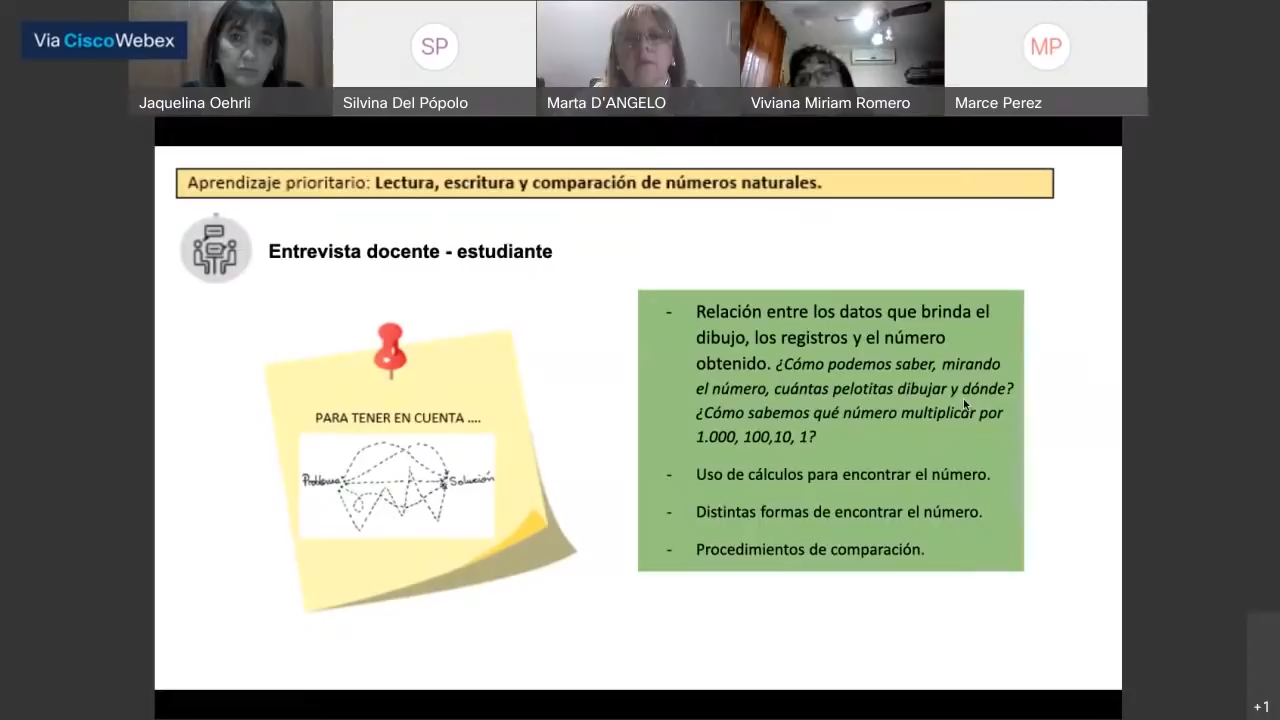 Via Cisco Webex
SP
MP
Jaquelina Oehrli
Silvina Del Pópolo
Marta D'ANGELO
Viviana Miriam Romero
Marce Perez
Aprendizaje prioritario: Lectura, escritura y comparación de números naturales.
Entrevista docente - estudiante
PARA TENER EN CUENTA ....
Problema
Solución
- Relación entre los datos que brinda el
dibujo, los registros y el número
obtenido. ¿Cómo podemos saber, mirando
el número, cuántas pelotitas dibujar y dónde?
¿Cómo sabemos qué número multiplicar por
1.000, 100,10, 1?
- Uso de cálculos para encontrar el número.
- Distintas formas de encontrar el número.
- Procedimientos de comparación.
+1